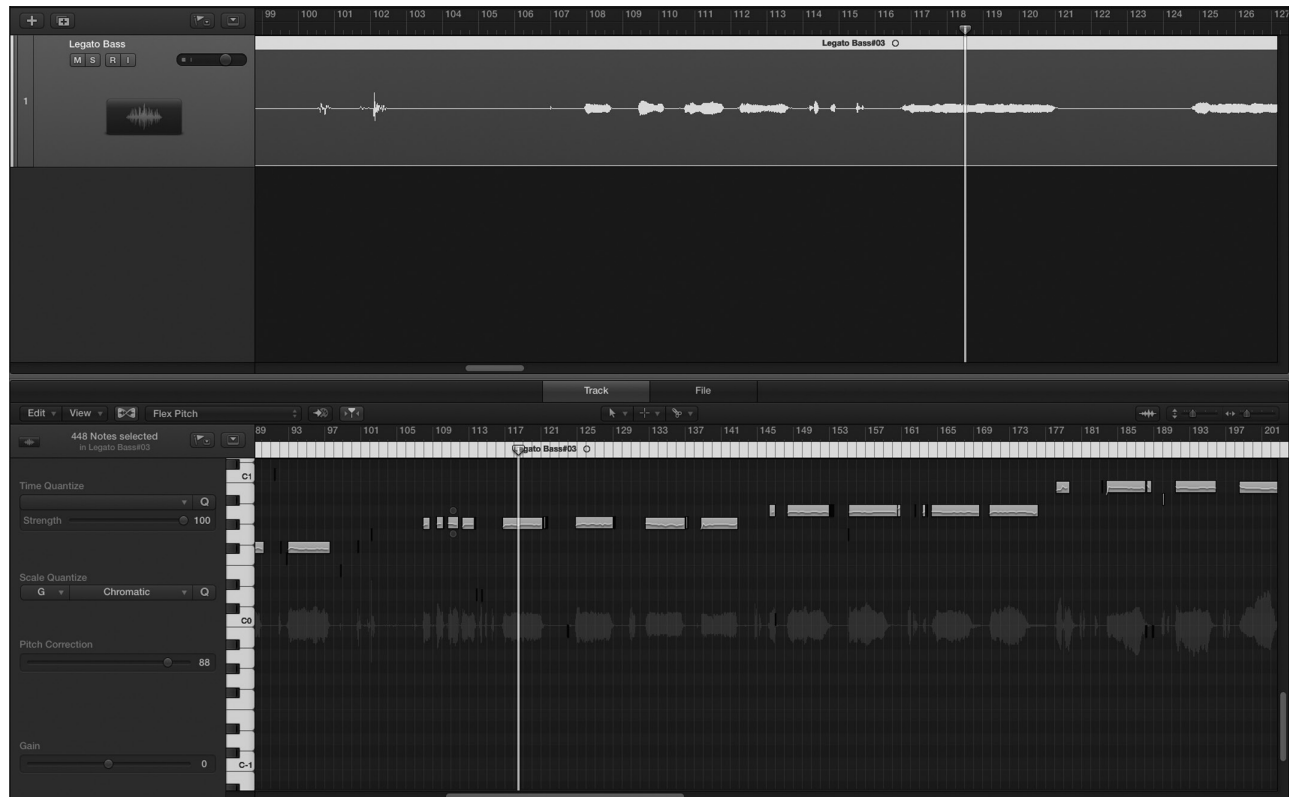 99 100 101 102 103 104 105 106 107 108 109 110 111 112 113 114 115 116 117 118 119 120 121 122 123 124 125 126 127
Legato Bass
Legato Bass#03
M S R I
1
Track File
Edit View Flex Pitch
448 Notes selected
in Legato Bass#03
89 93 97 101 105 109 113 117 121 125 129 133 137 141 145 149 153 157 161 165 169 173 177 181 185 189 193 197 201
Legato Bass#03
C1
Time Quantize
Q
Strength 100
Scale Quantize
G Chromatic Q
C0
Pitch Correction
88
Gain
0
C-1